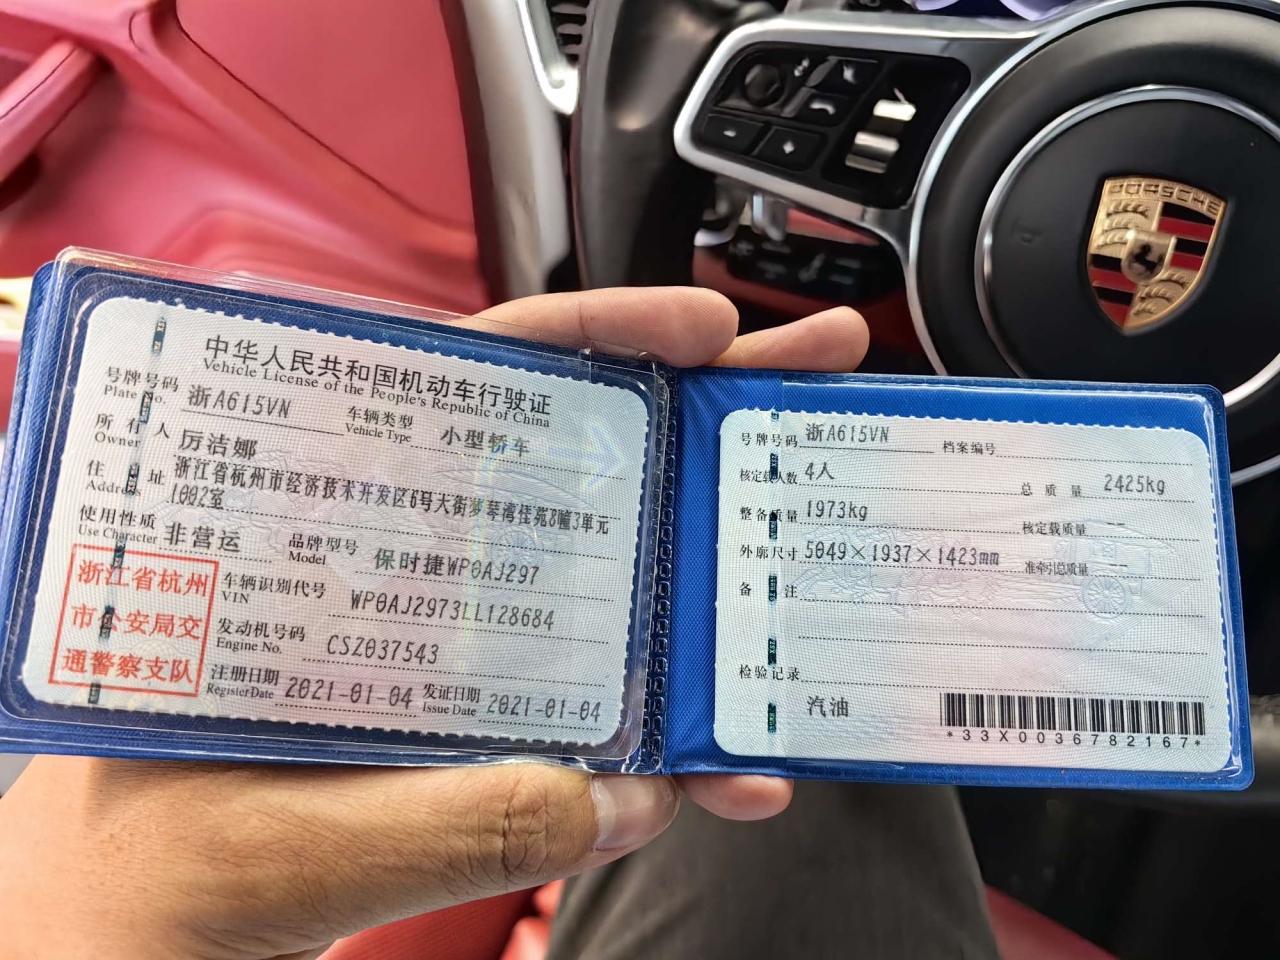 中华人民共和国机动车行驶证
Vehicle License of the People's Republic of China
号牌号码 浙A615VN 车辆类型 小型轿车
Plate No. Vehicle Type
所有人 厉洁娜
Owner
住址 浙江省杭州市经济技术开发区6号大街梦琴湾佳苑8幢3单元
Address 1002室
使用性质 非营运 品牌型号 保时捷WP0AJ297
Use Character Model
浙江省杭州
市公安局交
通警察支队
车辆识别代号 WP0AJ2973LL128684
VIN
发动机号码 CSZ037543
Engine No.
注册日期 2021-01-04 发证日期 2021-01-04
Register Date Issue Date
号牌号码 浙A615VN 档案编号
核定载人数 4人 总质量 2425kg
整备质量 1973kg 核定载质量 --
外廓尺寸 5049×1937×1423mm 准牵引总质量 --
备注
检验记录
汽油
*33X0036782167*
PORSCHE